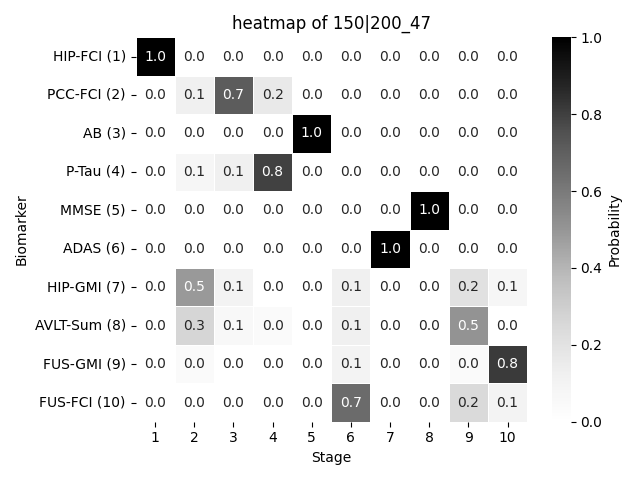 heatmap of 150|200_47
HIP-FCI (1) 1.0 0.0 0.0 0.0 0.0 0.0 0.0 0.0 0.0 0.0
PCC-FCI (2) 0.0 0.1 0.7 0.2 0.0 0.0 0.0 0.0 0.0 0.0
AB (3) 0.0 0.0 0.0 0.0 1.0 0.0 0.0 0.0 0.0 0.0
P-Tau (4) 0.0 0.1 0.1 0.8 0.0 0.0 0.0 0.0 0.0 0.0
MMSE (5) 0.0 0.0 0.0 0.0 0.0 0.0 0.0 1.0 0.0 0.0
ADAS (6) 0.0 0.0 0.0 0.0 0.0 0.0 1.0 0.0 0.0 0.0
HIP-GMI (7) 0.0 0.5 0.1 0.0 0.0 0.1 0.0 0.0 0.2 0.1
AVLT-Sum (8) 0.0 0.3 0.1 0.0 0.0 0.1 0.0 0.0 0.5 0.0
FUS-GMI (9) 0.0 0.0 0.0 0.0 0.0 0.1 0.0 0.0 0.0 0.8
FUS-FCI (10) 0.0 0.0 0.0 0.0 0.0 0.7 0.0 0.0 0.2 0.1
1 2 3 4 5 6 7 8 9 10
Stage
Biomarker
1.0
0.8
0.6
0.4
0.2
0.0
Probability